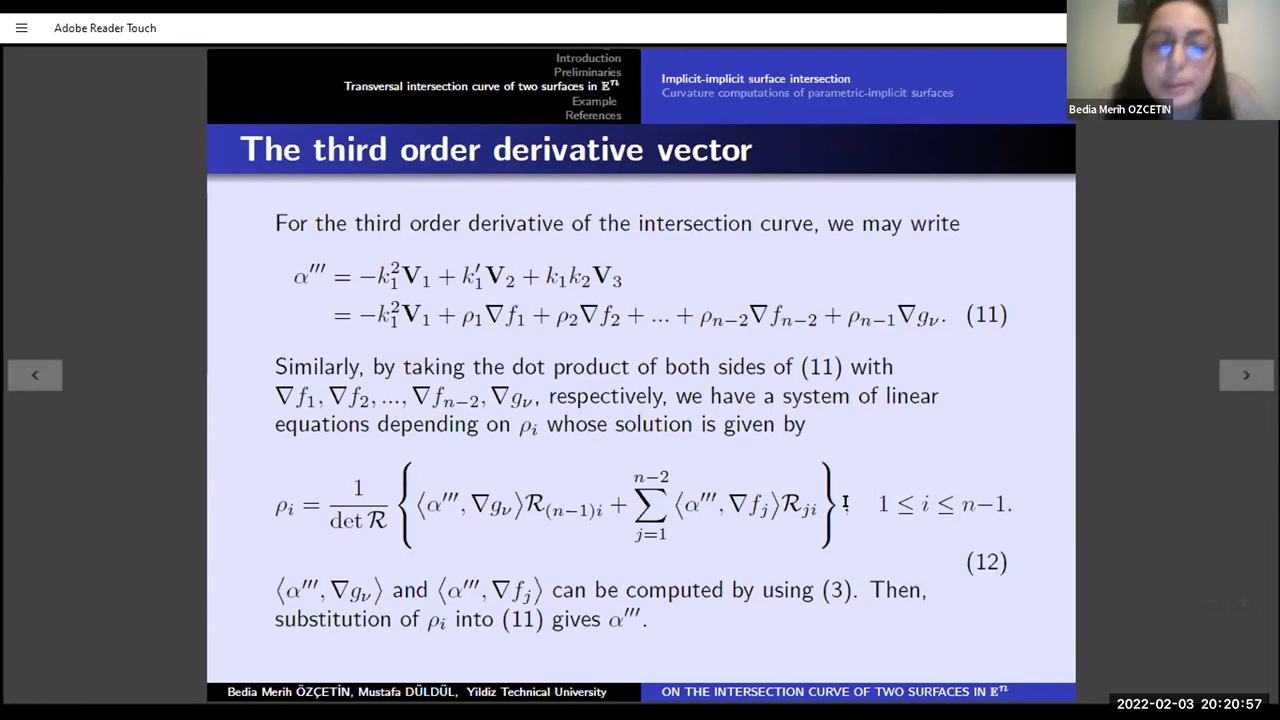 Adobe Reader Touch
Introduction
Preliminaries
Transversal intersection curve of two surfaces in 𝔼ⁿ
Example
References
Implicit-implicit surface intersection
Curvature computations of parametric-implicit surfaces
Bedia Merih OZCETIN
The third order derivative vector
For the third order derivative of the intersection curve, we may write
α''' = −k₁²V₁ + k₁'V₂ + k₁k₂V₃
= −k₁²V₁ + ρ₁∇f₁ + ρ₂∇f₂ + ... + ρₙ₋₂∇fₙ₋₂ + ρₙ₋₁∇gᵥ. (11)
Similarly, by taking the dot product of both sides of (11) with
∇f₁, ∇f₂, ..., ∇fₙ₋₂, ∇gᵥ, respectively, we have a system of linear
equations depending on ρᵢ whose solution is given by
ρᵢ = 1/det ℛ { ⟨α''', ∇gᵥ⟩ℛ₍ₙ₋₁₎ᵢ + ∑_{j=1}^{n−2} ⟨α''', ∇fⱼ⟩ℛⱼᵢ }, 1 ≤ i ≤ n−1.
(12)
⟨α''', ∇gᵥ⟩ and ⟨α''', ∇fⱼ⟩ can be computed by using (3). Then,
substitution of ρᵢ into (11) gives α'''.
Bedia Merih ÖZÇETİN, Mustafa DÜLDÜL, Yildiz Technical University
ON THE INTERSECTION CURVE OF TWO SURFACES IN 𝔼ⁿ
2022-02-03 20:20:57